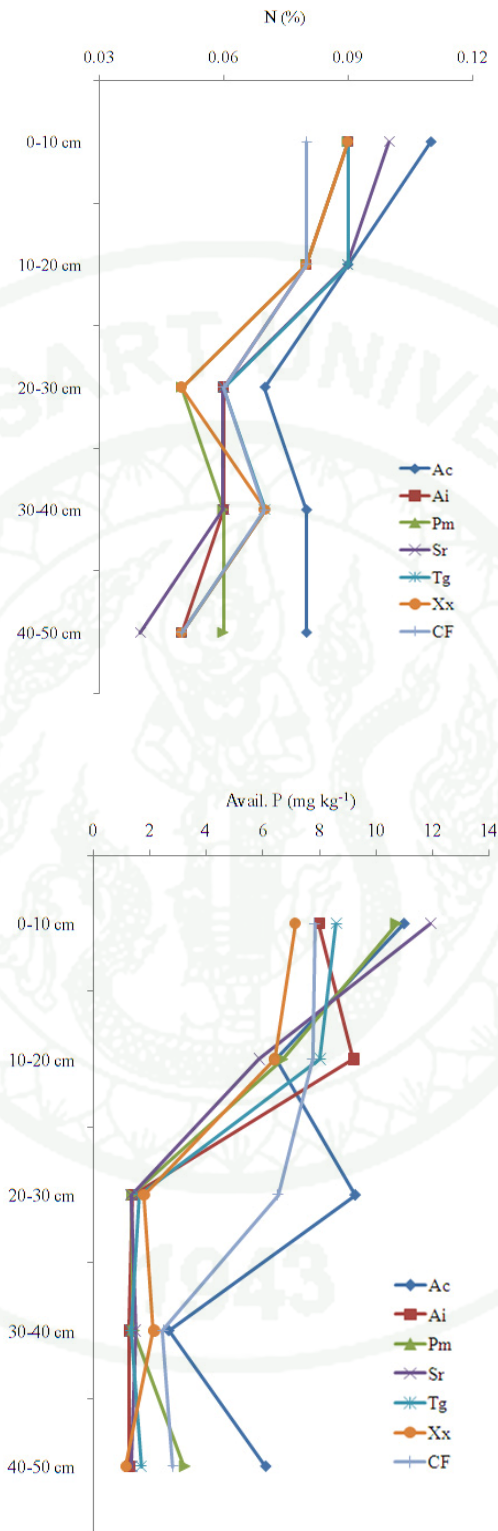 N (%)
0.03 0.06 0.09 0.12
0-10 cm
10-20 cm
20-30 cm
30-40 cm
40-50 cm
Ac
Ai
Pm
Sr
Tg
Xx
CF
Avail. P (mg kg-1)
0 2 4 6 8 10 12 14
0-10 cm
10-20 cm
20-30 cm
30-40 cm
40-50 cm
Ac
Ai
Pm
Sr
Tg
Xx
CF
SART UNIVE
1943